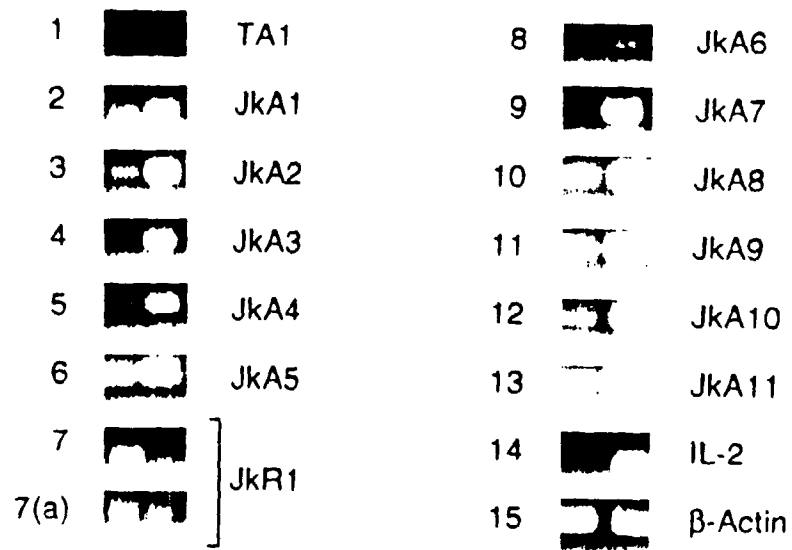 1 TA1
2 JkA1
3 JkA2
4 JkA3
5 JkA4
6 JkA5
7
7(a)
JkR1
8 JkA6
9 JkA7
10 JkA8
11 JkA9
12 JkA10
13 JkA11
14 IL-2
15 β-Actin